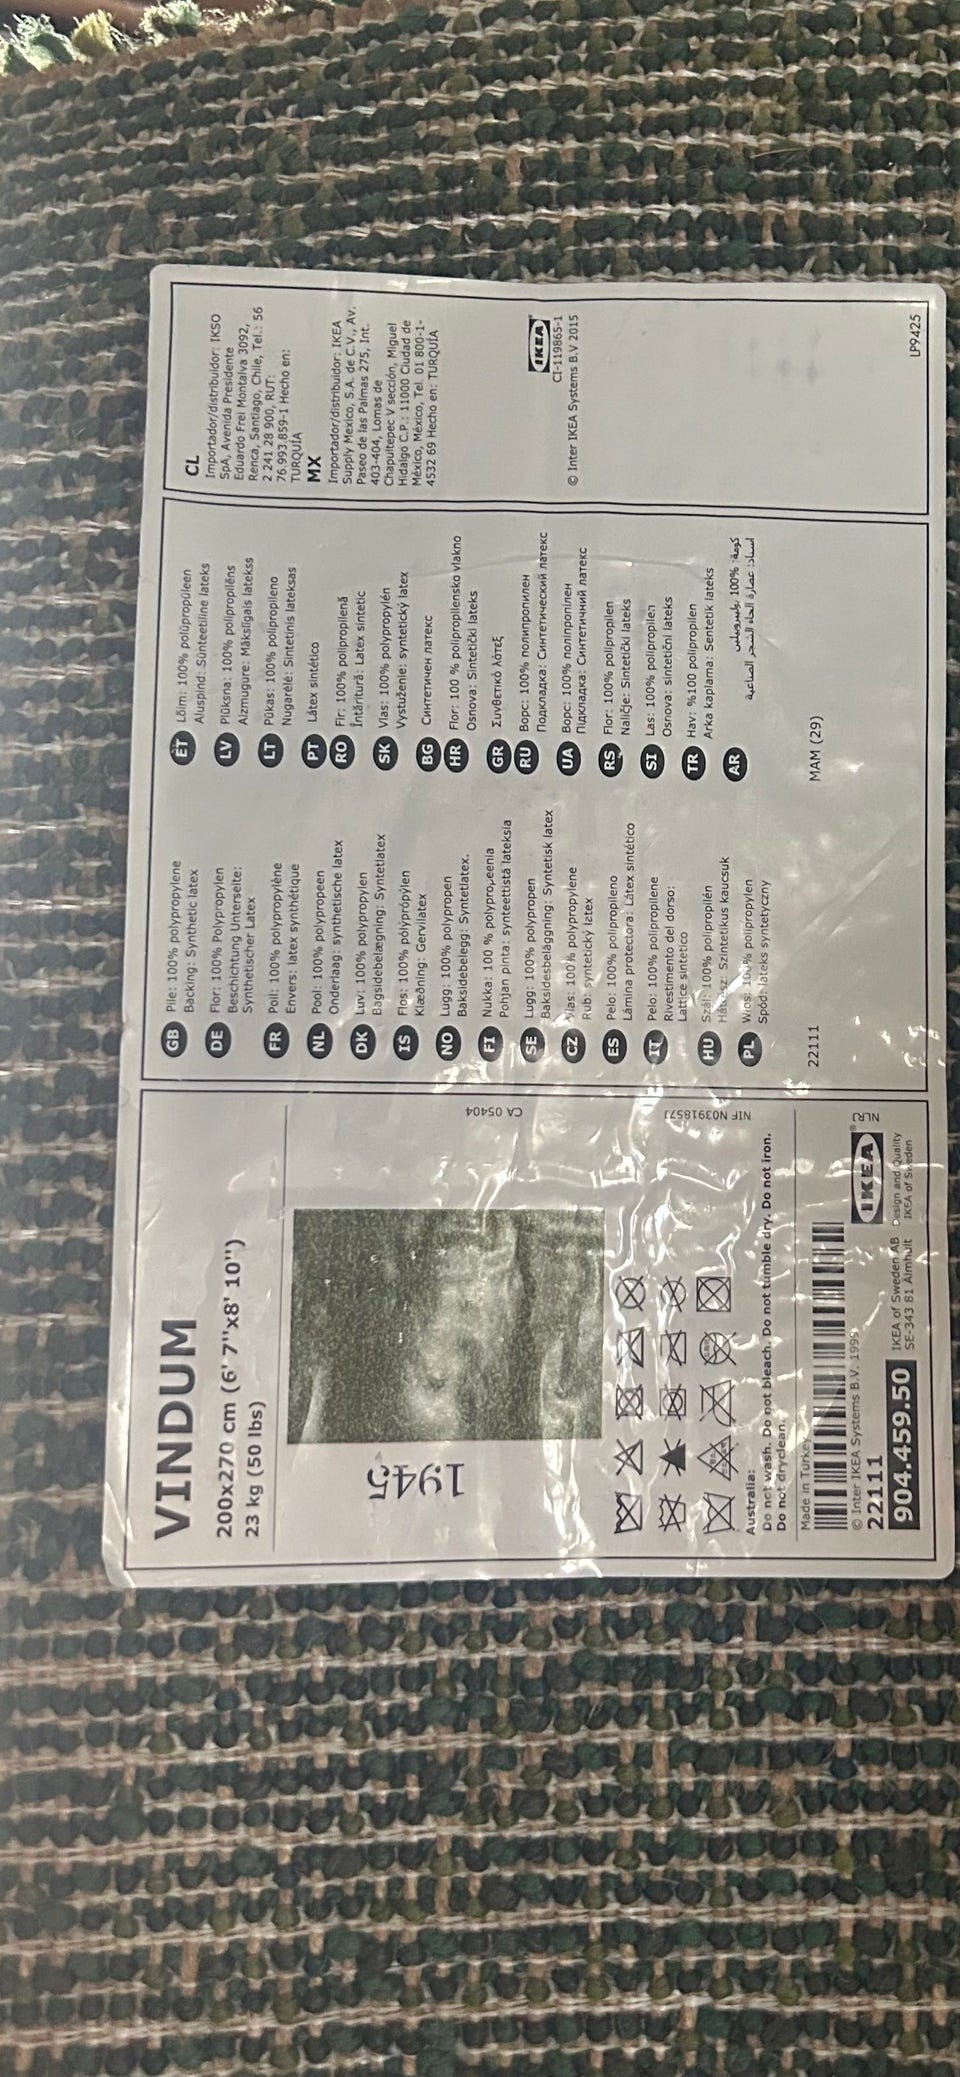 VINDUM
200x270 cm (6' 7''x8' 10'')
23 kg (50 lbs)
1945
CA 05404
NIF N0391857J
Australia:
Do not wash. Do not bleach. Do not tumble dry. Do not iron.
Do not dryclean.
Made in Turkey
© Inter IKEA Systems B.V. 1999
22111
904.459.50
IKEA of Sweden AB
SE-343 81 Älmhult
Design and Quality
IKEA of Sweden
IKEA®
NLRJ
GB Pile: 100% polypropylene
Backing: Synthetic latex
DE Flor: 100% Polypropylen
Beschichtung Unterseite:
Synthetischer Latex
FR Poil: 100% polypropylène
Envers: latex synthétique
NL Pool: 100% polypropeen
Onderlaag: synthetische latex
DK Luv: 100% polypropylen
Bagsidebelægning: Syntetlatex
IS Flos: 100% pólýprópýlen
Klæðning: Gervilatex
NO Lugg: 100% polypropen
Baksidebelegg: Syntetlatex.
FI Nukka: 100 % polypropeenia
Pohjan pinta: synteettistä lateksia
SE Lugg: 100% polypropen
Baksidesbeläggning: Syntetisk latex
CZ Vlas: 100% polypropylene
Rub: syntetický latex
ES Pelo: 100% polipropileno
Lámina protectora: Látex sintético
IT Pelo: 100% polipropilene
Rivestimento del dorso:
Lattice sintetico
HU Szál: 100% polipropilén
Hátrész: Szintetikus kaucsuk
PL Włos: 100% polipropylen
Spód: lateks syntetyczny
22111
ET Lõim: 100% polüpropüleen
Aluspind: Sünteetiline lateks
LV Plūksna: 100% polipropilēns
Aizmugure: Mākslīgais latekss
LT Pūkas: 100% polipropileno
Nugarėlė: Sintetinis lateksas
PT Látex sintético
RO Fir: 100% polipropilenă
Întăritură: Latex sintetic
SK Vlas: 100% polypropylén
Vystuženie: syntetický latex
BG Синтетичен латекс
HR Flor: 100 % polipropilensko vlakno
Osnova: Sintetički lateks
GR Συνθετικό λάτεξ
RU Ворс: 100% полипропилен
Подкладка: Синтетический латекс
UA Ворс: 100% поліпропілен
Підкладка: Синтетичний латекс
RS Flor: 100% polipropilen
Naličje: Sintetički lateks
SI Las: 100% polipropilen
Osnova: sintetični lateks
TR Hav: %100 polipropilen
Arka kaplama: Sentetik lateks
AR كومة: 100% بوليبروبيلين
إسناد: عصارة لحاء الشجر الصناعية
MAM (29)
CL
Importador/distribuidor: IKSO
SpA, Avenida Presidente
Eduardo Frei Montalva 3092,
Renca, Santiago, Chile, Tel.: 56
2 241 28 900, RUT:
76.993.859-1 Hecho en:
TURQUÍA
MX
Importador/distribuidor: IKEA
Supply Mexico, S.A. de C.V., Av.
Paseo de las Palmas 275, Int.
403-404, Lomas de
Chapultepec V sección, Miguel
Hidalgo C.P.: 11000 Ciudad de
México, México, Tel. 01 800-1-
4532 69 Hecho en: TURQUÍA
IKEA
CI-119865-1
© Inter IKEA Systems B.V 2015
LP9425